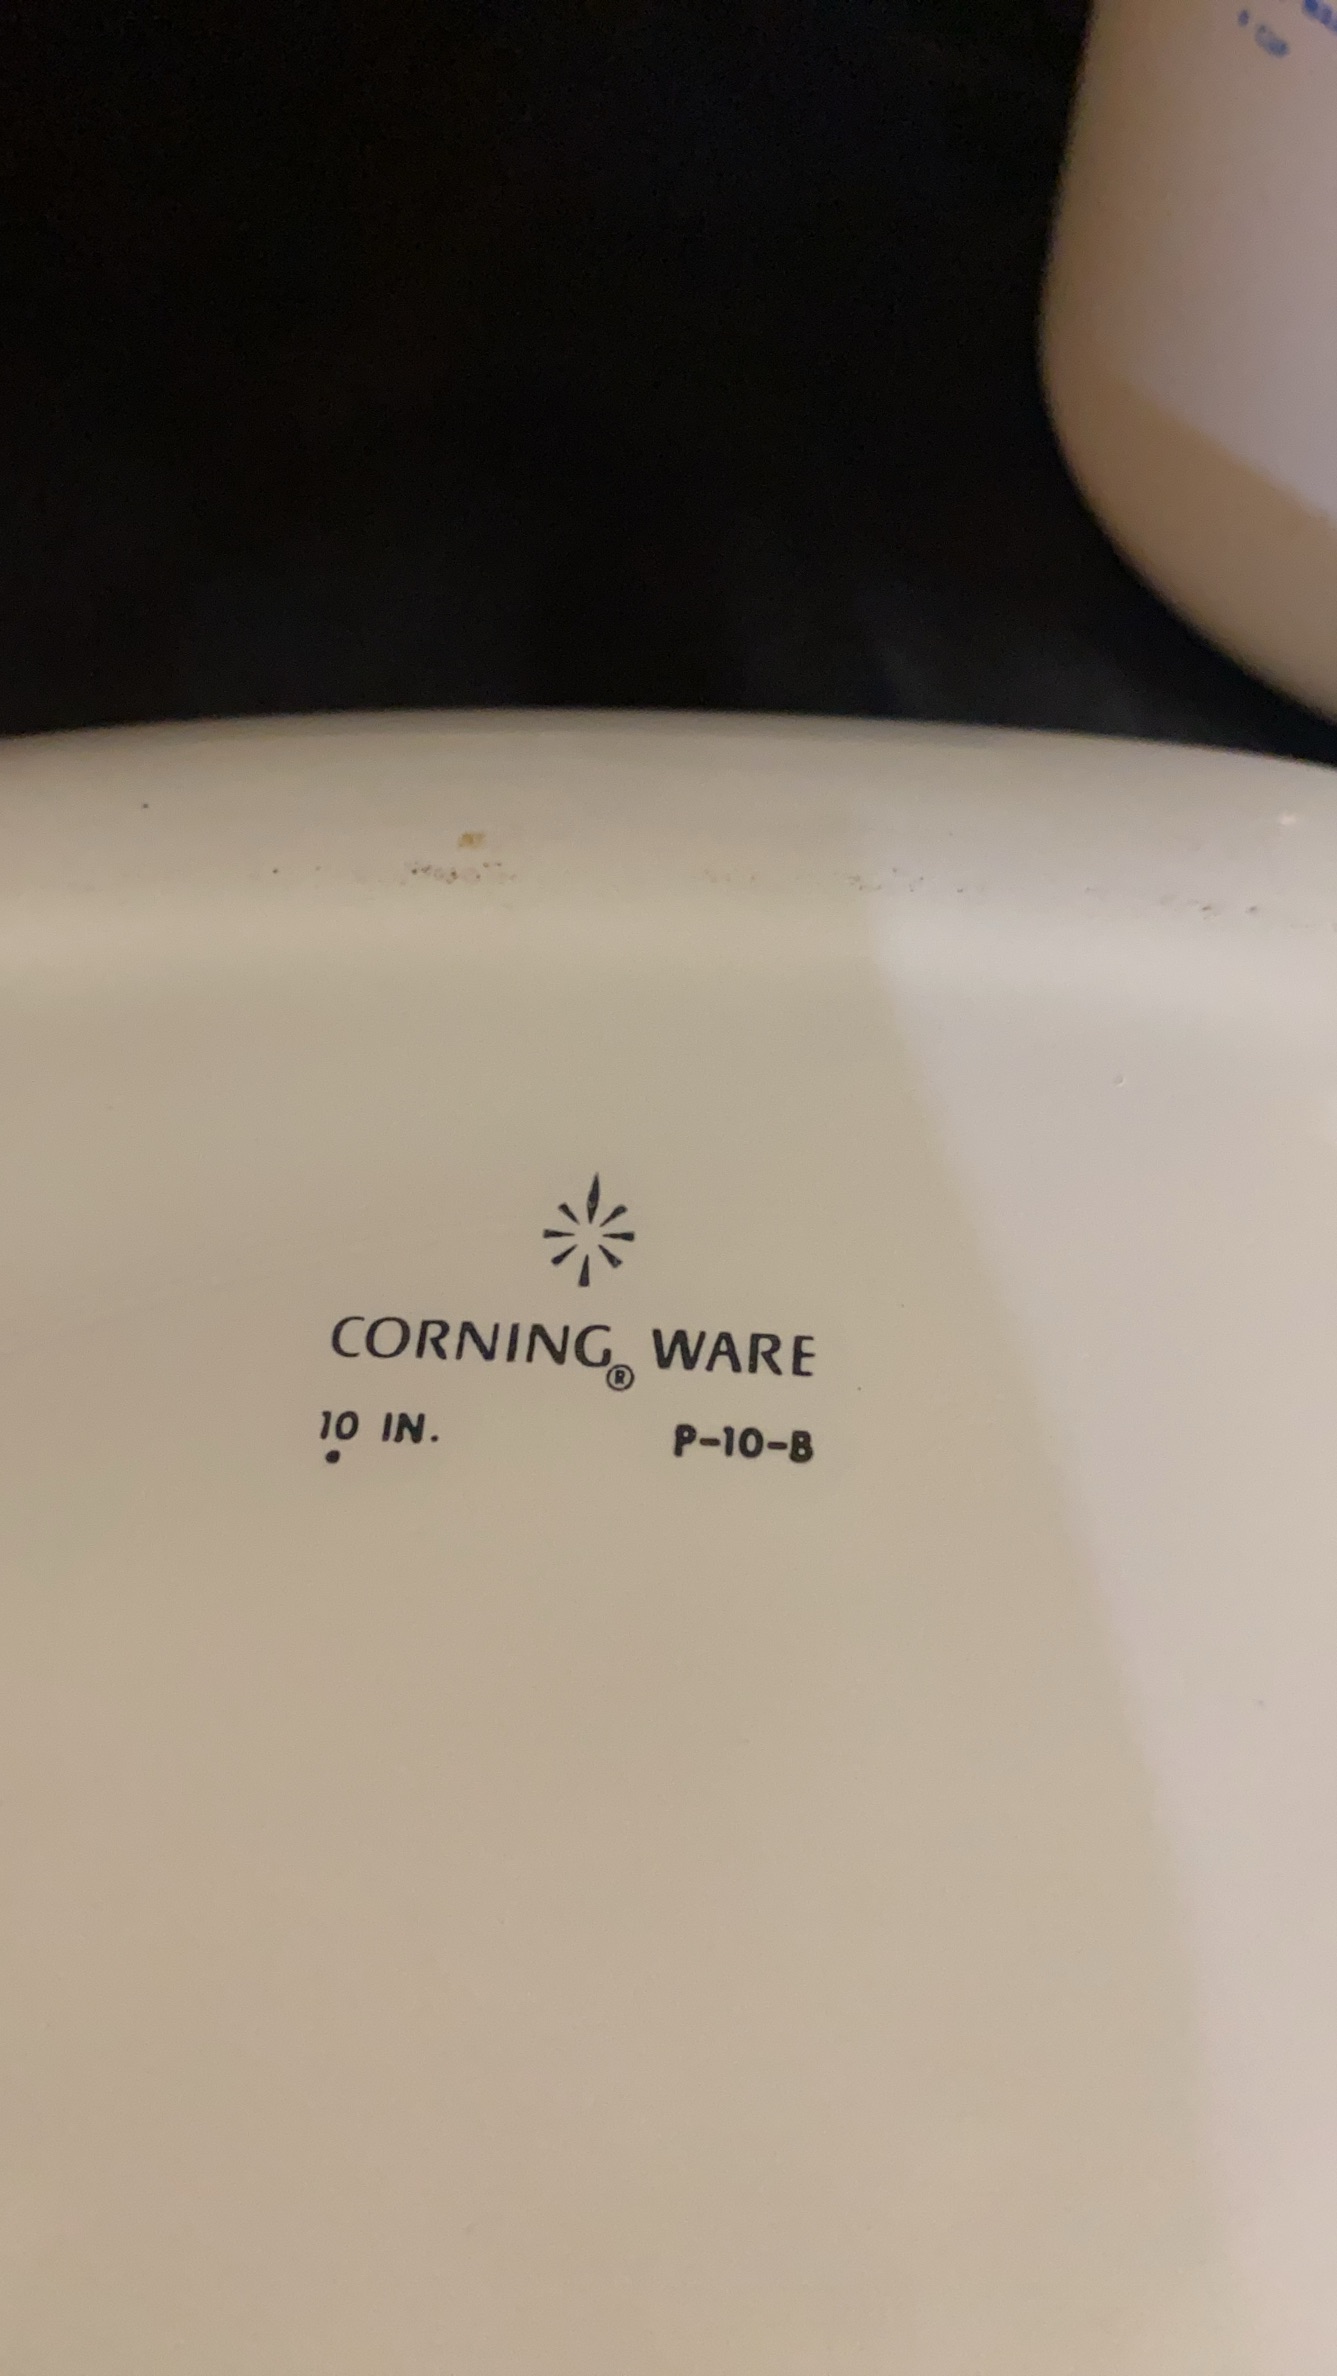 CORNING® WARE
10 IN. P-10-B